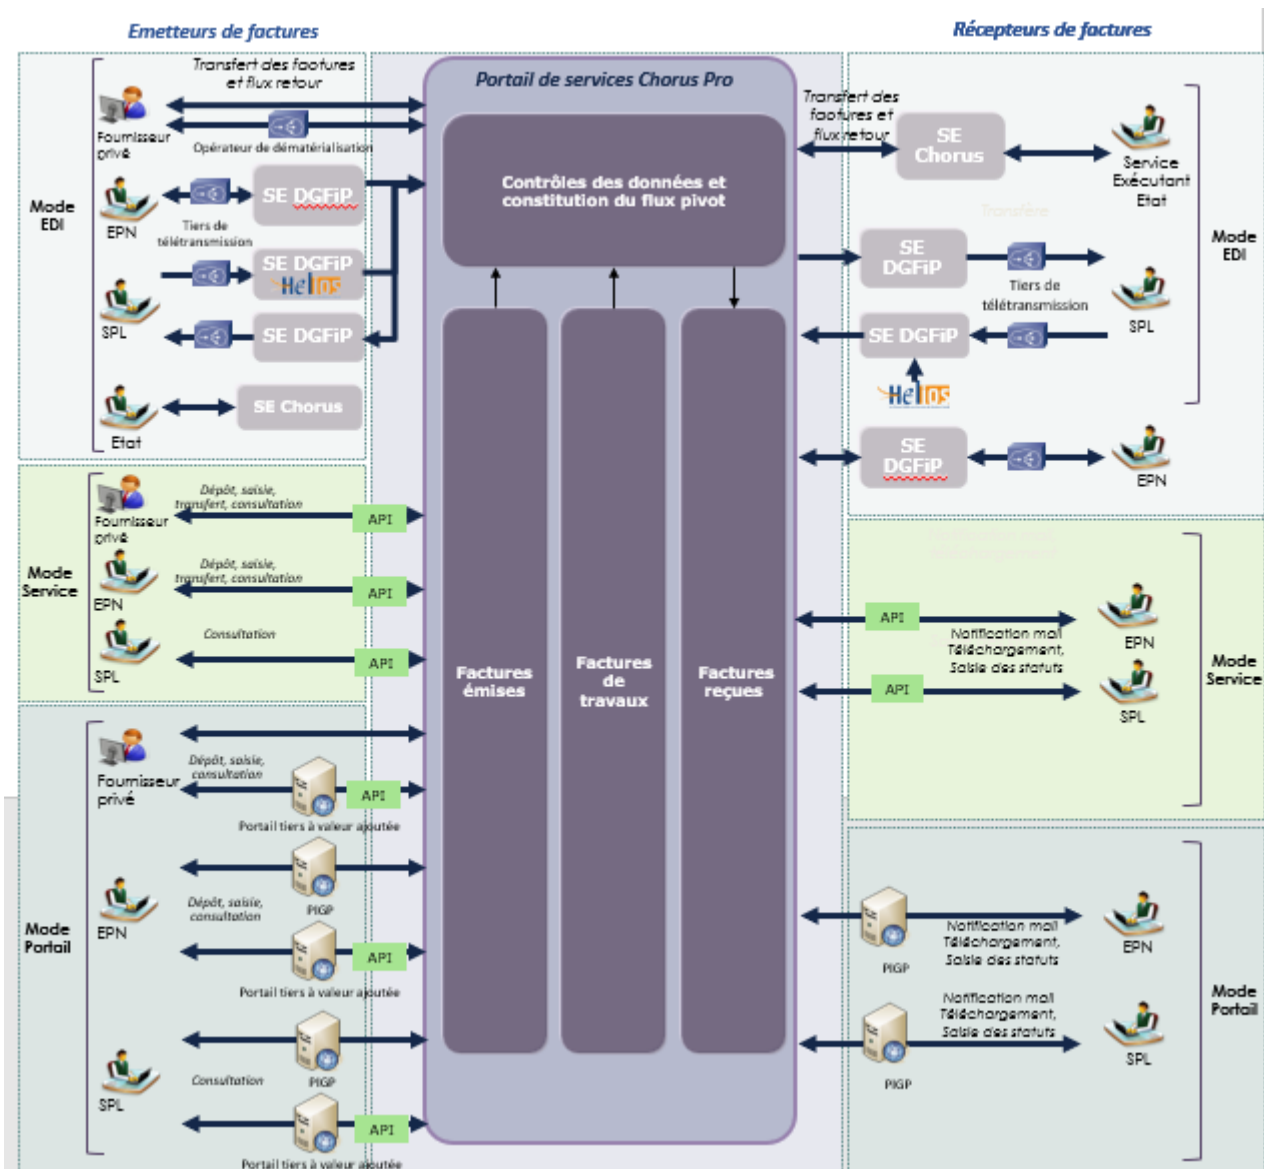 Emetteurs de factures
Récepteurs de factures
Portail de services Chorus Pro
Transfert des factures
et flux retour
Fournisseur
privé
Opérateur de dématérialisation
Mode
EDI
SE DGFiP
EPN
Tiers de
télétransmission
SE DGFiP
Helios
SPL
SE DGFiP
SE Chorus
Etat
Contrôles des données et
constitution du flux pivot
Factures
émises
Factures
de
travaux
Factures
reçues
Transfert des
factures et
flux retour
SE
Chorus
Service
Exécutant
Etat
Transfère
Mode
EDI
SE
DGFiP
Tiers de
télétransmission
SPL
SE DGFiP
Helios
SE
DGFiP
EPN
Mode
Service
Fournisseur
privé
Dépôt, saisie,
transfert, consultation
API
EPN
Dépôt, saisie,
transfert, consultation
API
SPL
Consultation
API
API
Notification mail
Téléchargement,
Saisie des statuts
EPN
API
SPL
Mode
Service
Mode
Portail
Fournisseur
privé
Dépôt, saisie,
consultation
API
Portail tiers à valeur ajoutée
EPN
Dépôt, saisie,
consultation
PIGP
API
Portail tiers à valeur ajoutée
SPL
Consultation
PIGP
API
Portail tiers à valeur ajoutée
PIGP
Notification mail
Téléchargement,
Saisie des statuts
EPN
Notification mail
Téléchargement,
Saisie des statuts
PIGP
SPL
Mode
Portail